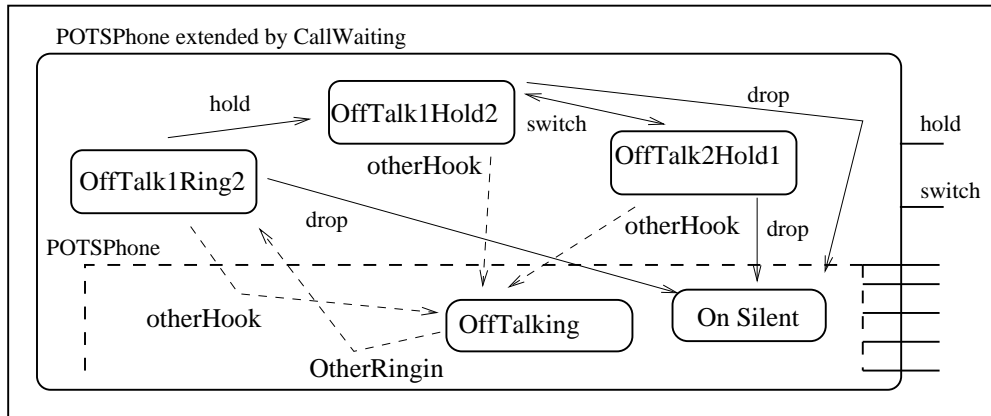 POTSPhone extended by CallWaiting
hold
OffTalk1Hold2
drop
switch
hold
OffTalk2Hold1
otherHook
OffTalk1Ring2
switch
drop
otherHook
drop
POTSPhone
otherHook
OffTalking
On Silent
OtherRingin